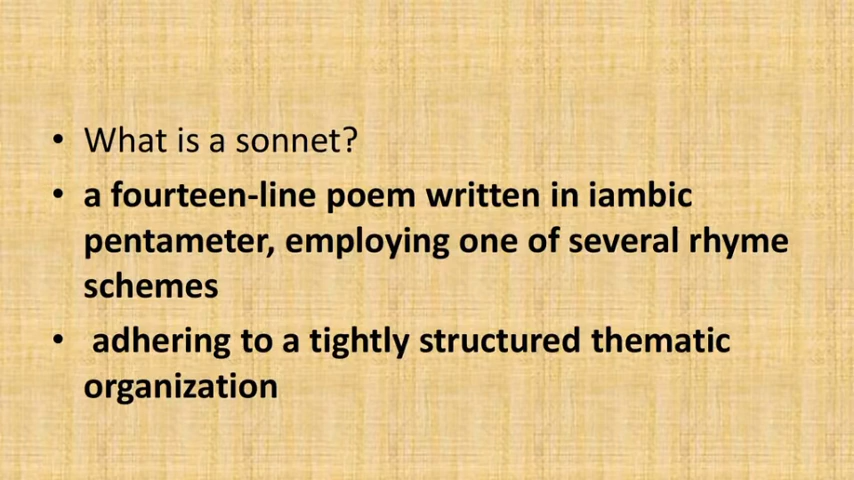 • What is a sonnet?
• a fourteen-line poem written in iambic
pentameter, employing one of several rhyme
schemes
• adhering to a tightly structured thematic
organization